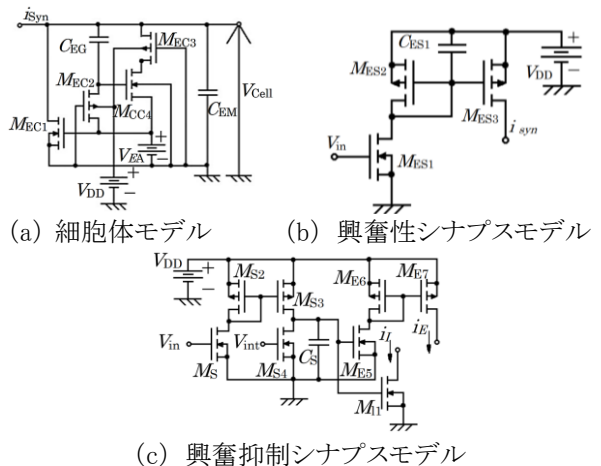 iSyn
CEG
MEC3
MEC2
MCC4
VCell
CEM
MEC1
VEA
+
−
VDD
+
−
(a) 細胞体モデル
CES1
MES2
MES3
VDD
+
−
i syn
Vin
MES1
(b) 興奮性シナプスモデル
VDD
+
−
MS2
MS3
ME6
ME7
Vin
Vint
MS
MS4
CS
ME5
iI
iE
MI1
(c) 興奮抑制シナプスモデル